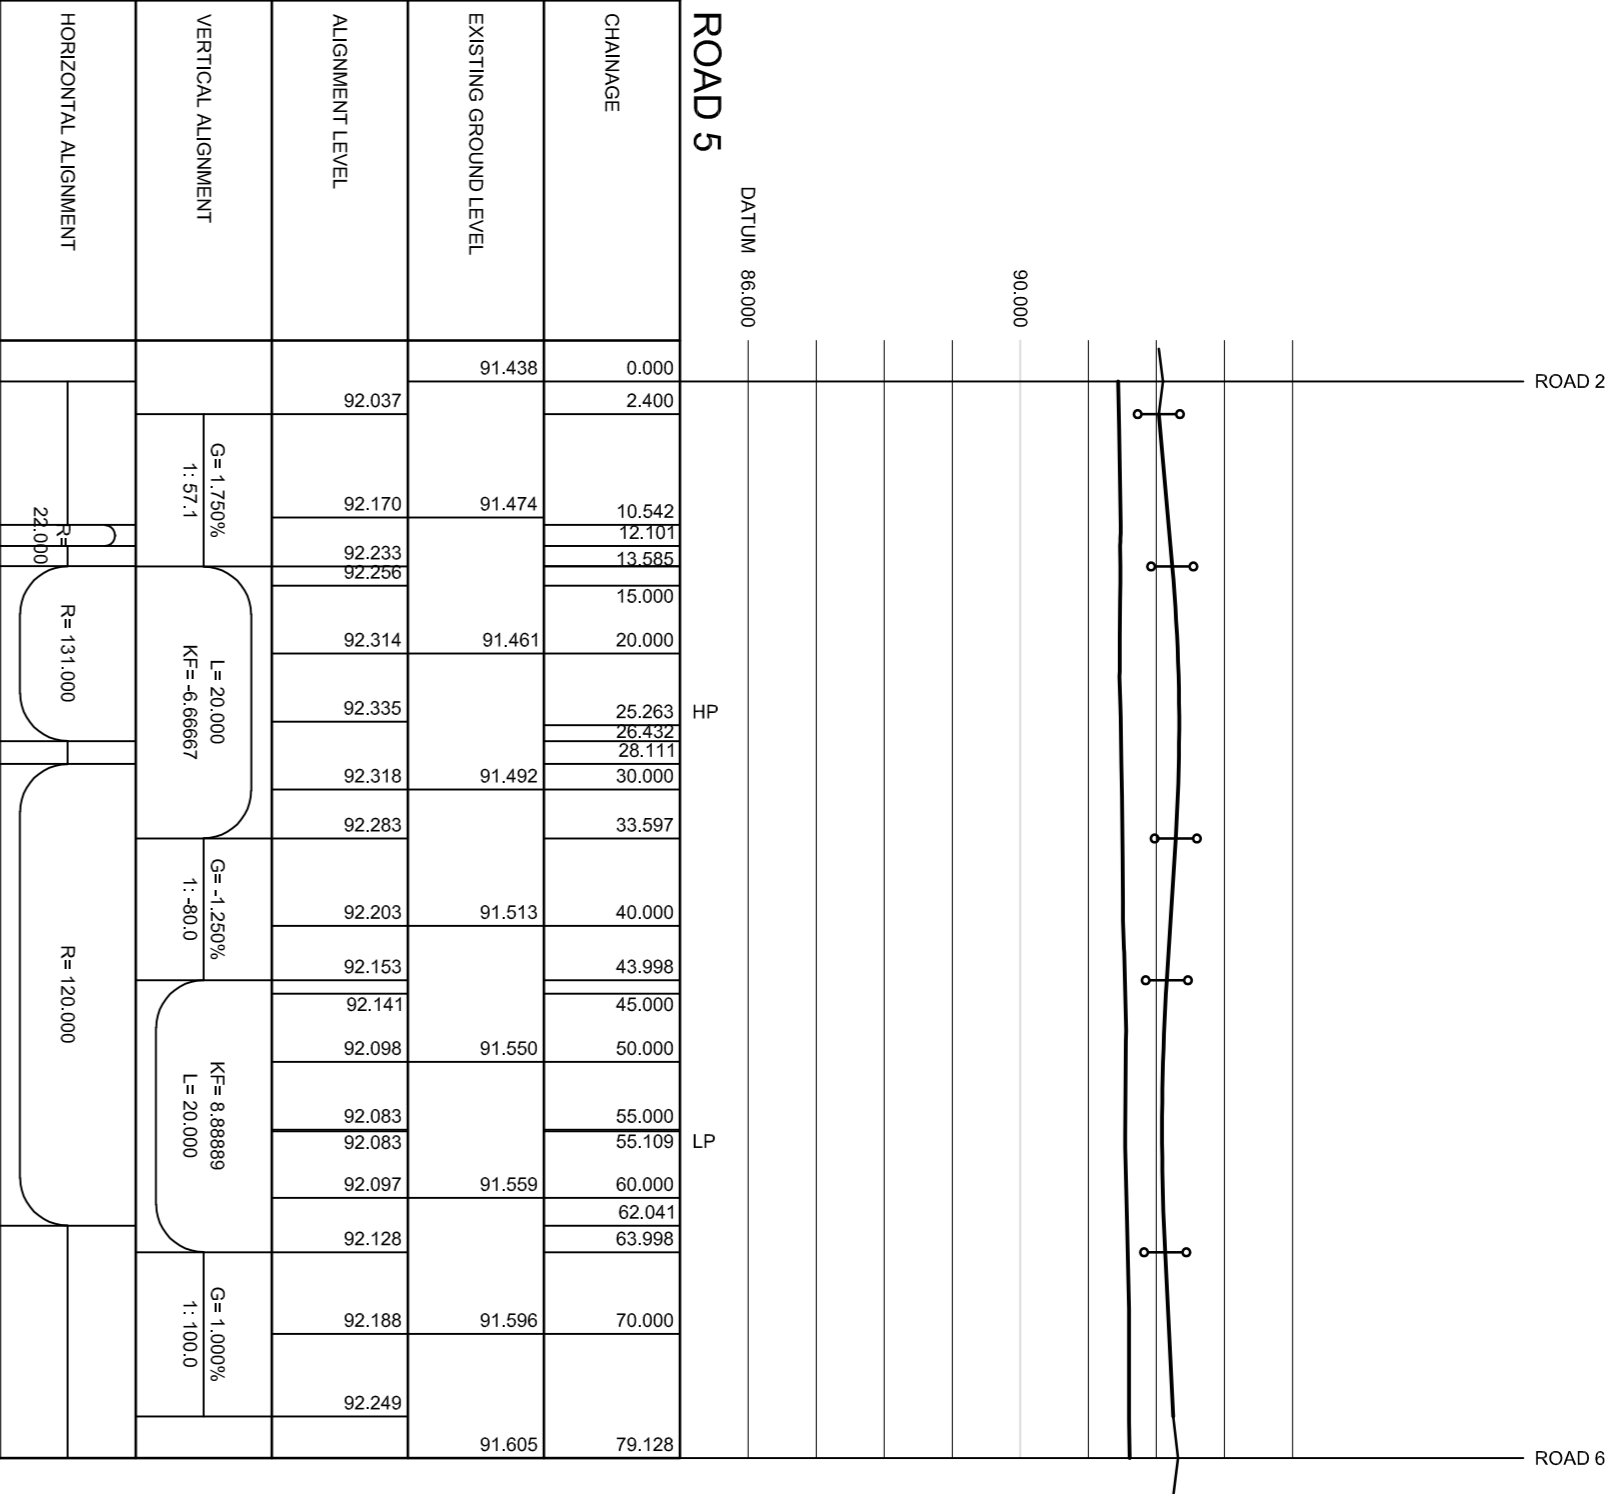 ROAD 5
DATUM 86.000
90.000
HORIZONTAL ALIGNMENT
VERTICAL ALIGNMENT
ALIGNMENT LEVEL
EXISTING GROUND LEVEL
CHAINAGE
91.438 0.000
ROAD 2
92.037 2.400
G= 1.750%
1: 57.1
92.170 91.474 10.542
R=
22.000
12.101
92.233 13.585
92.256
15.000
R= 131.000
92.314 91.461 20.000
L= 20.000
KF= -6.66667
92.335 25.263 HP
26.432
28.111
92.318 91.492 30.000
92.283 33.597
G= -1.250%
1: -80.0
92.203 91.513 40.000
92.153 43.998
R= 120.000
92.141 45.000
92.098 91.550 50.000
KF= 8.88889
L= 20.000
92.083 55.000
92.083 55.109 LP
92.097 91.559 60.000
62.041
92.128 63.998
G= 1.000%
1: 100.0
92.188 91.596 70.000
92.249
91.605 79.128
ROAD 6